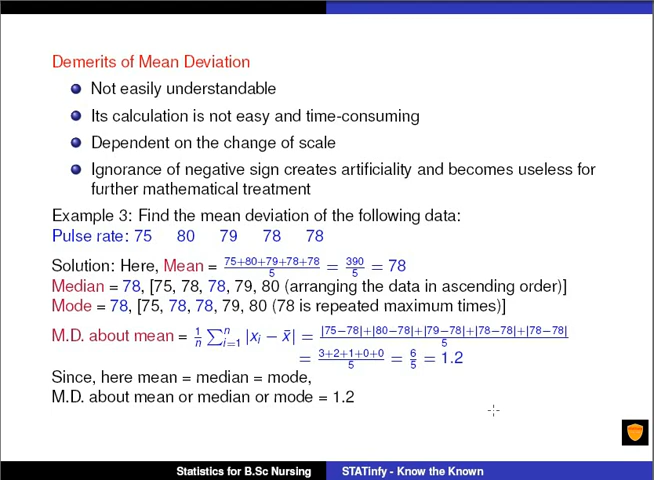 Demerits of Mean Deviation
Not easily understandable
Its calculation is not easy and time-consuming
Dependent on the change of scale
Ignorance of negative sign creates artificiality and becomes useless for
further mathematical treatment
Example 3: Find the mean deviation of the following data:
Pulse rate: 75 80 79 78 78
Solution: Here, Mean = (75+80+79+78+78)/5 = 390/5 = 78
Median = 78, [75, 78, 78, 79, 80 (arranging the data in ascending order)]
Mode = 78, [75, 78, 78, 79, 80 (78 is repeated maximum times)]
M.D. about mean = 1/n ∑ⁿᵢ₌₁ |xᵢ − x̄| = (|75−78|+|80−78|+|79−78|+|78−78|+|78−78|)/5
= (3+2+1+0+0)/5 = 6/5 = 1.2
Since, here mean = median = mode,
M.D. about mean or median or mode = 1.2
Statistics for B.Sc Nursing STATinfy - Know the Known